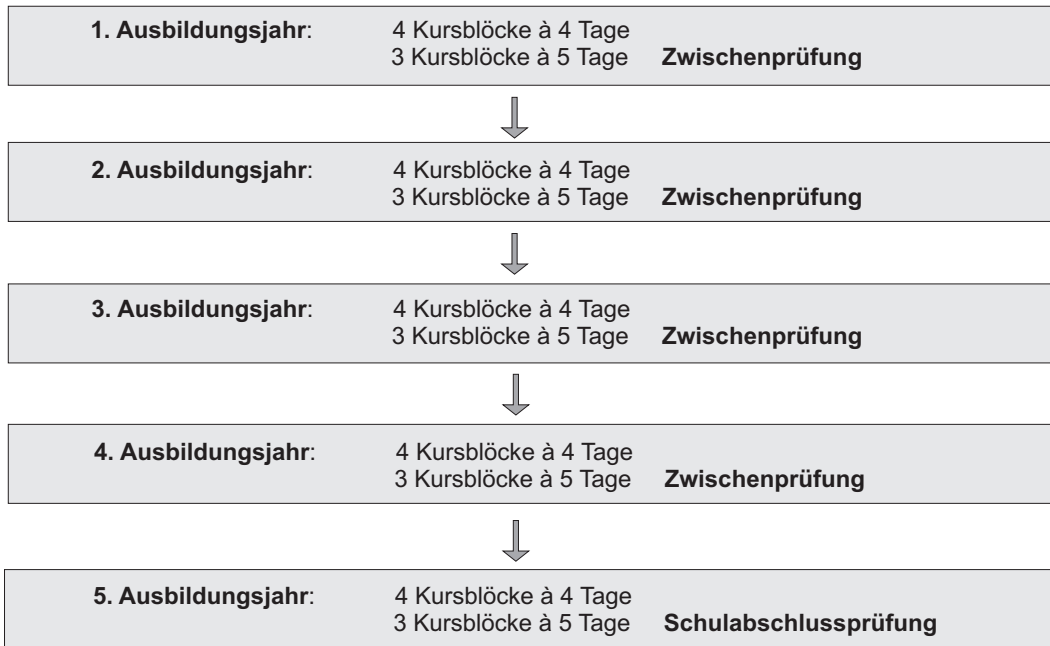 1. Ausbildungsjahr: 4 Kursblöcke à 4 Tage
3 Kursblöcke à 5 Tage Zwischenprüfung
2. Ausbildungsjahr: 4 Kursblöcke à 4 Tage
3 Kursblöcke à 5 Tage Zwischenprüfung
3. Ausbildungsjahr: 4 Kursblöcke à 4 Tage
3 Kursblöcke à 5 Tage Zwischenprüfung
4. Ausbildungsjahr: 4 Kursblöcke à 4 Tage
3 Kursblöcke à 5 Tage Zwischenprüfung
5. Ausbildungsjahr: 4 Kursblöcke à 4 Tage
3 Kursblöcke à 5 Tage Schulabschlussprüfung